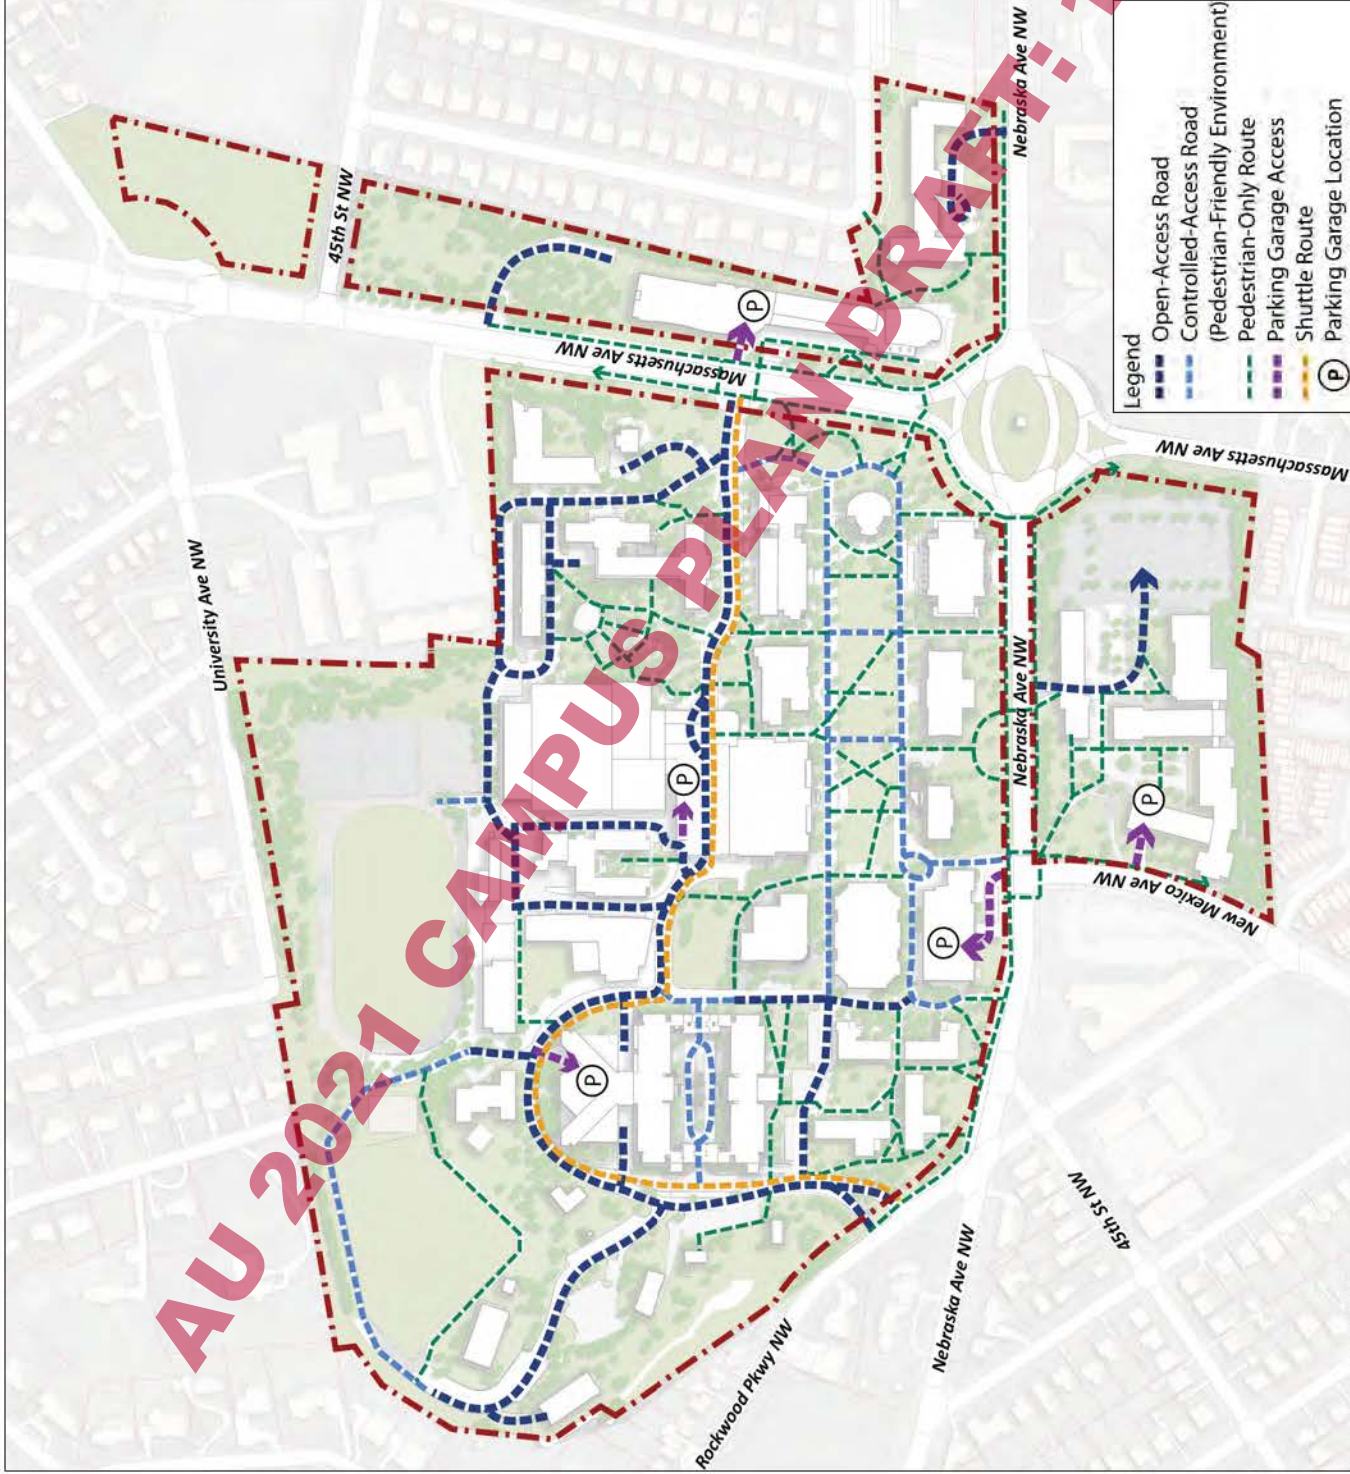 AU 2021 CAMPUS PLAN DRAFT:
University Ave NW
45th St NW
Massachusetts Ave NW
Nebraska Ave NW
Massachusetts Ave NW
Nebraska Ave NW
New Mexico Ave NW
45th St NW
Nebraska Ave NW
Rockwood Pkwy NW
P
P
P
P
P
Legend
Open-Access Road
Controlled-Access Road
(Pedestrian-Friendly Environment)
Pedestrian-Only Route
Parking Garage Access
Shuttle Route
P Parking Garage Location